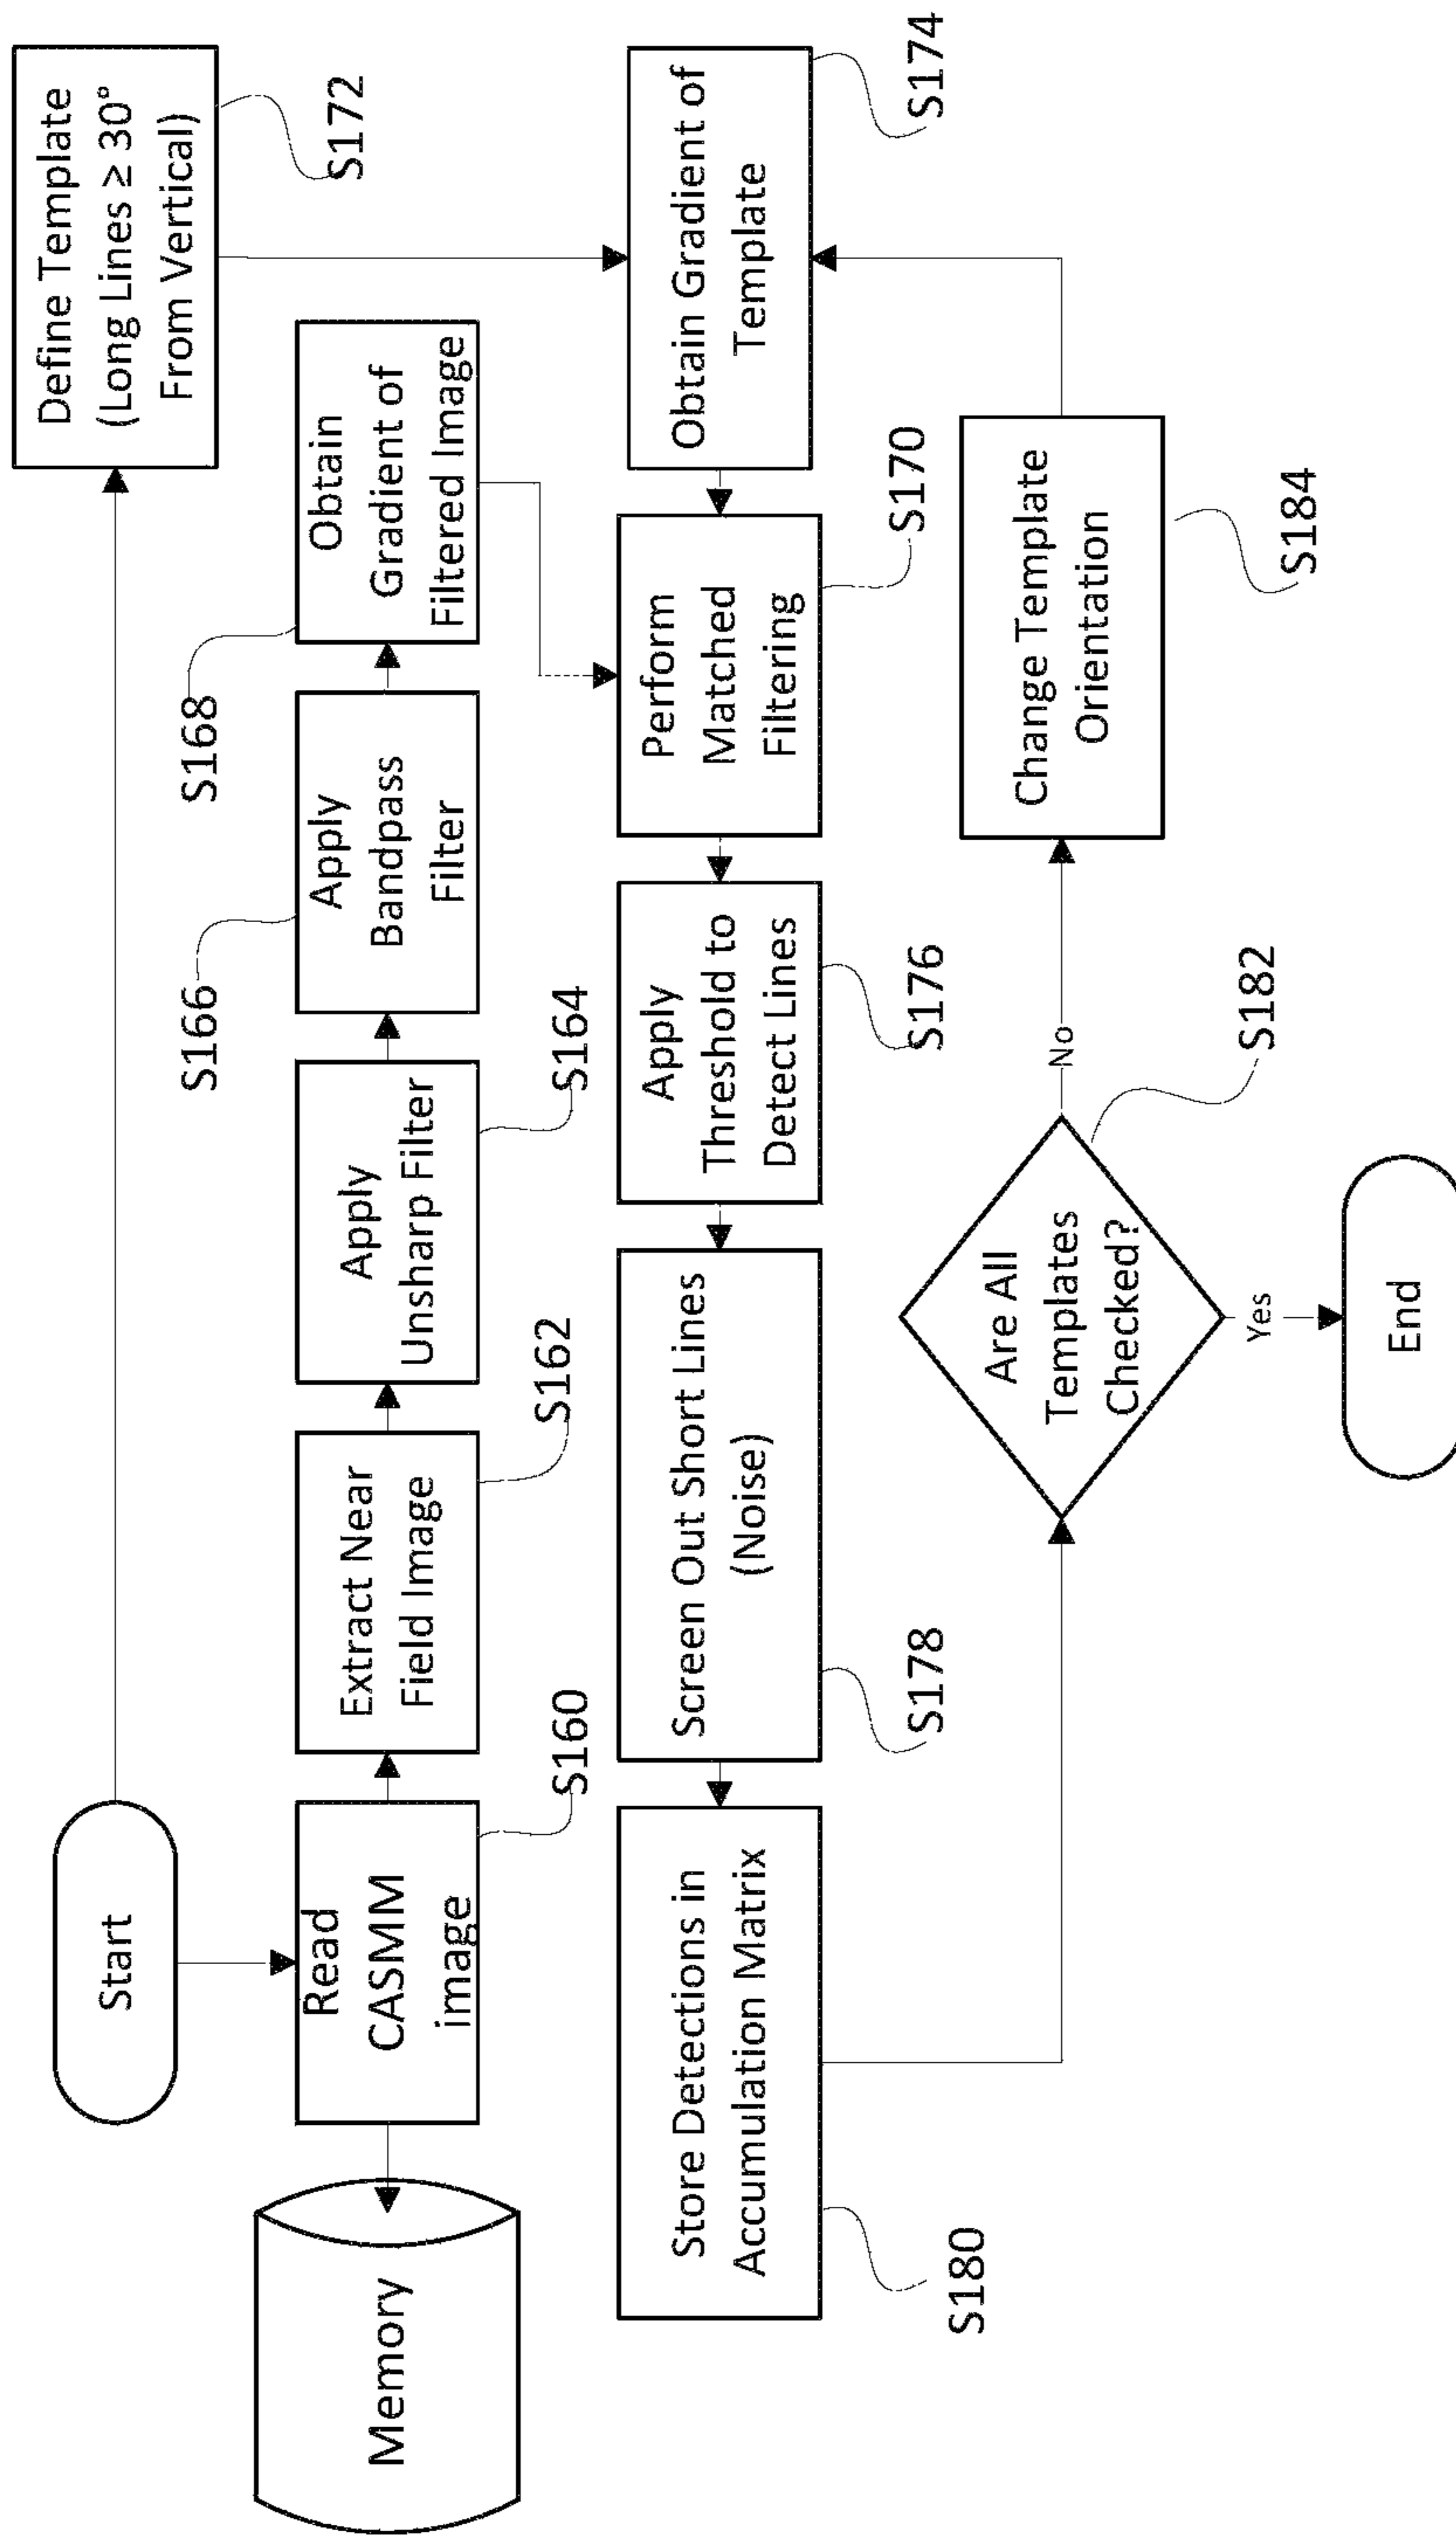 Start
Define Template
(Long Lines ≥ 30°
From Vertical)
S172
Memory
Read
CASMM
image
S160
Extract Near
Field Image
S162
Apply
Unsharp Filter
S164
Apply
Bandpass
Filter
S166
Obtain
Gradient of
Filtered Image
S168
Obtain Gradient of
Template
S174
Perform
Matched
Filtering
S170
Apply
Threshold to
Detect Lines
S176
Screen Out Short Lines
(Noise)
S178
Store Detections in
Accumulation Matrix
S180
Are All
Templates
Checked?
S182
No
Change Template
Orientation
S184
Yes
End